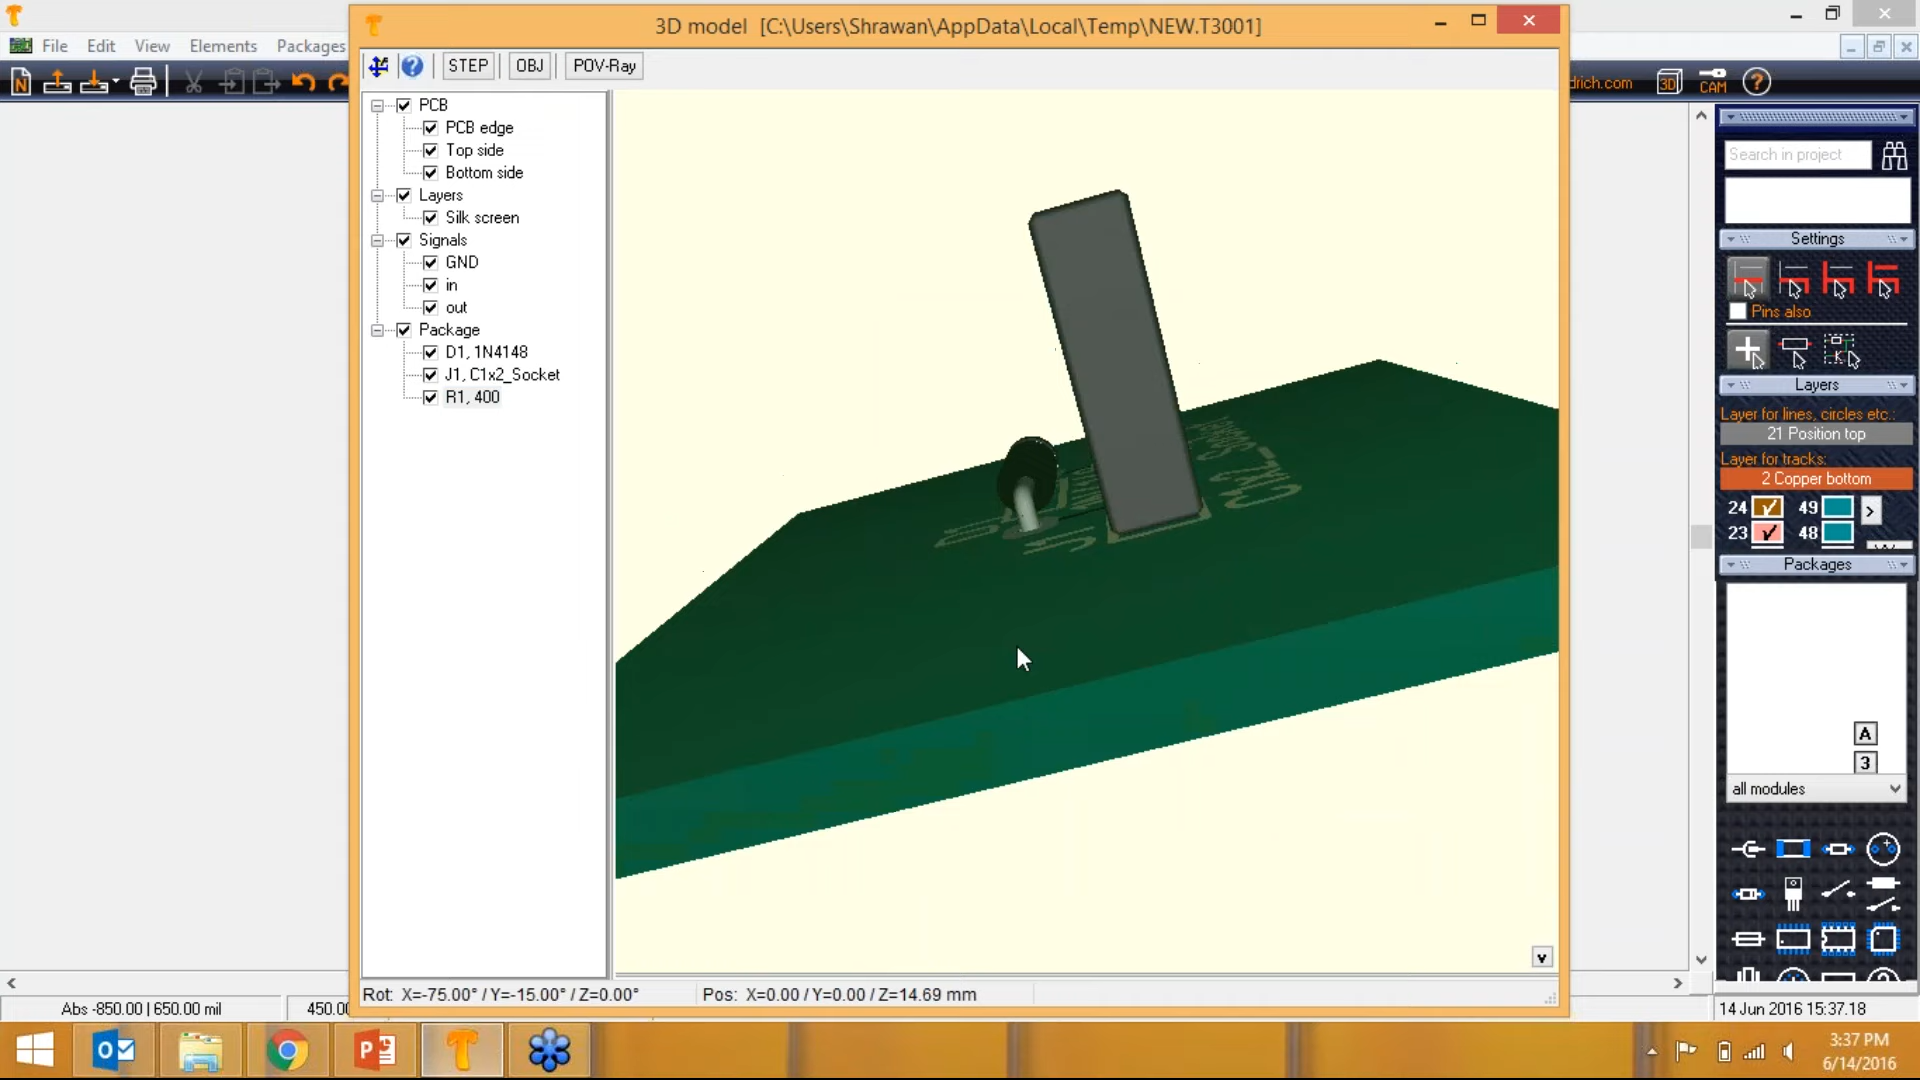 3D model [C:\Users\Shrawan\AppData\Local\Temp\NEW.T3001]
File Edit View Elements Packages
STEP OBJ POV-Ray
drich.com 3D CAM
PCB
PCB edge
Top side
Bottom side
Layers
Silk screen
Signals
GND
in
out
Package
D1, 1N4148
J1, C1x2_Socket
R1, 400
Search in project
Settings
Pins also
Layers
Layer for lines, circles etc.:
21 Position top
Layer for tracks:
2 Copper bottom
24 49 >
23 48
Packages
A
3
all modules
Rot: X=-75.00° / Y=-15.00° / Z=0.00° Pos: X=0.00 / Y=0.00 / Z=14.69 mm
Abs -850.00 | 650.00 mil 450.00
14 Jun 2016 15:37.18
3:37 PM
6/14/2016